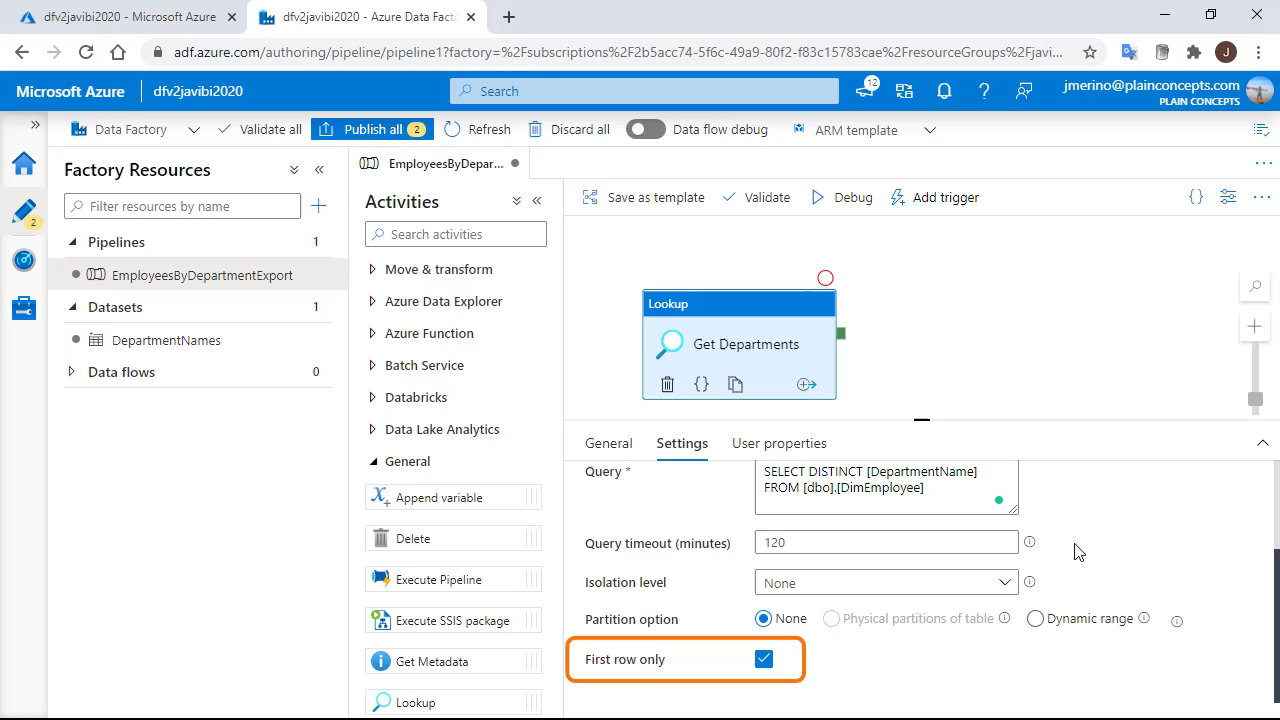 dfv2javibi2020 - Microsoft Azure
dfv2javibi2020 - Azure Data Fact
adf.azure.com/authoring/pipeline/pipeline1?factory=%2Fsubscriptions%2F2b5acc74-5f6c-49a9-80f2-f83c15783cae%2FresourceGroups%2Fjavi...
J
Microsoft Azure
dfv2javibi2020
Search
12
jmerino@plainconcepts.com
PLAIN CONCEPTS
Data Factory
Validate all
Publish all 2
Refresh
Discard all
Data flow debug
ARM template
Factory Resources
EmployeesByDepar...
Filter resources by name
Activities
Save as template
Validate
Debug
Add trigger
2
Search activities
Pipelines 1
EmployeesByDepartmentExport
Datasets 1
DepartmentNames
Data flows 0
Move & transform
Azure Data Explorer
Azure Function
Batch Service
Databricks
Data Lake Analytics
General
Append variable
Delete
Execute Pipeline
Execute SSIS package
Get Metadata
Lookup
Lookup
Get Departments
General
Settings
User properties
Query *
SELECT DISTINCT [DepartmentName]
FROM [dbo].[DimEmployee]
Query timeout (minutes)
120
Isolation level
None
Partition option
None
Physical partitions of table
Dynamic range
First row only